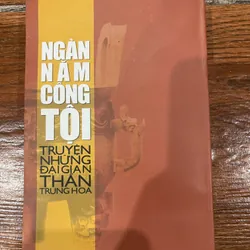 NGÀN
NĂM
CÔNG
TỘI
TRUYỆN
NHỮNG
ĐẠI GIAN
THẦN
TRUNG HOA